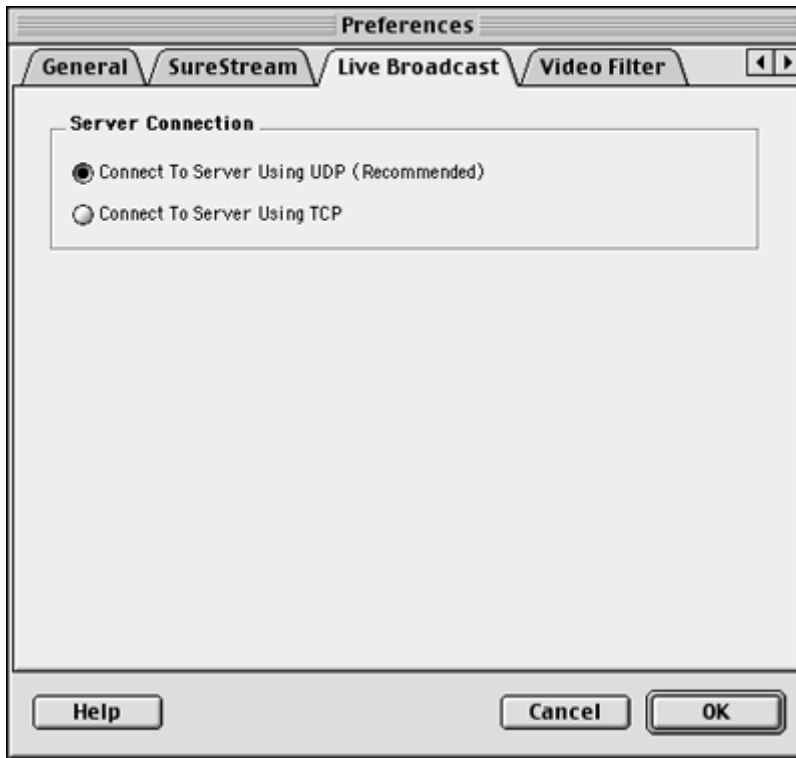 Preferences
General SureStream Live Broadcast Video Filter
Server Connection
Connect To Server Using UDP (Recommended)
Connect To Server Using TCP
Help Cancel OK